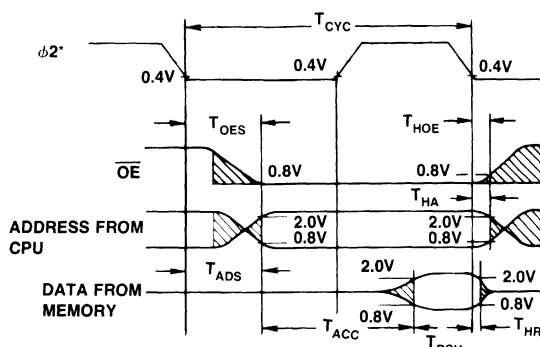 T_CYC
ϕ2*
0.4V 0.4V 0.4V
T_OES T_HOE
OE 0.8V 0.8V
T_HA
ADDRESS FROM CPU 2.0V 0.8V 2.0V 0.8V
T_ADS
DATA FROM MEMORY 2.0V 0.8V 2.0V 0.8V
T_ACC T_HR